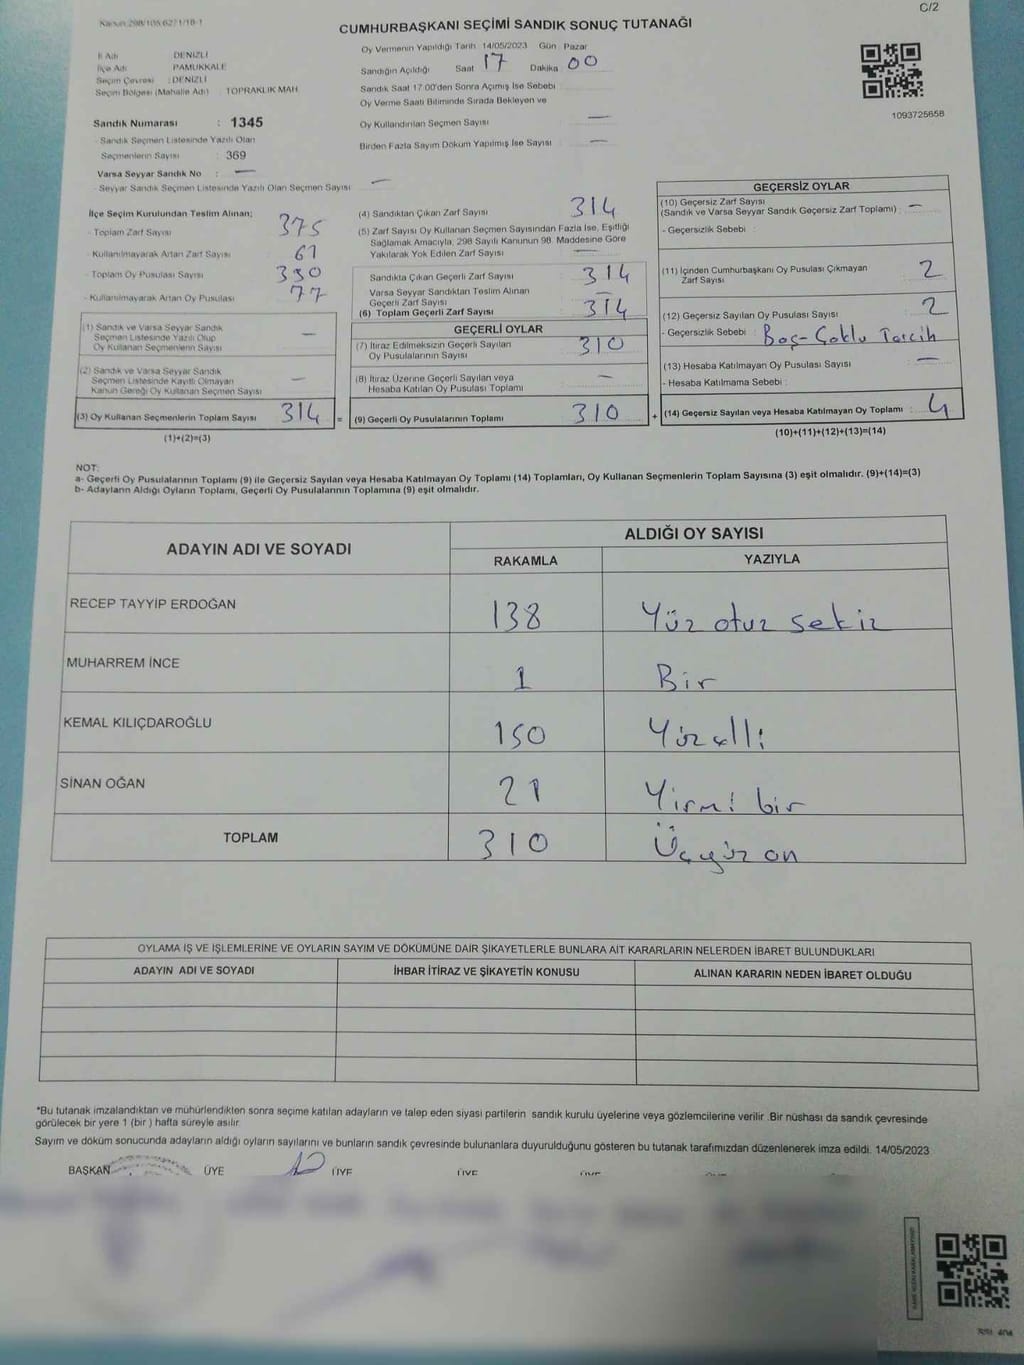 C/2
CUMHURBAŞKANI SEÇİMİ SANDIK SONUÇ TUTANAĞI
İl Adı : DENİZLİ
İlçe Adı : PAMUKKALE
Seçim Çevresi : DENİZLİ
Seçim Bölgesi (Mahalle Adı) : TOPRAKLIK MAH
Oy Vermenin Yapıldığı Tarih 14/05/2023 Gün Pazar
Sandığın Açıldığı Saat 17 Dakika 00
Sandık Saat 17.00'den Sonra Açımış İse Sebebi
Oy Verme Saati Bitiminde Sırada Bekleyen ve
Oy Kullandırılan Seçmen Sayısı —
Birden Fazla Sayım Döküm Yapılmış İse Sayısı —
1093725658
Sandık Numarası : 1345
- Sandık Seçmen Listesinde Yazılı Olan
Seçmenlerin Sayısı : 369
Varsa Seyyar Sandık No : —
- Seyyar Sandık Seçmen Listesinde Yazılı Olan Seçmen Sayısı —
İlçe Seçim Kurulundan Teslim Alınan;
- Toplam Zarf Sayısı 375
- Kullanılmayarak Artan Zarf Sayısı 61
- Toplam Oy Pusulası Sayısı 390
- Kullanılmayarak Artan Oy Pusulası 77
(1) Sandık ve Varsa Seyyar Sandık
Seçmen Listesinde Yazılı Olup
Oy Kullanan Seçmenlerin Sayısı —
(2) Sandık ve Varsa Seyyar Sandık
Seçmen Listesinde Kayıtlı Olmayan
Kanun Gereği Oy Kullanan Seçmen Sayısı —
(3) Oy Kullanan Seçmenlerin Toplam Sayısı 314 =
(1)+(2)=(3)
(4) Sandıktan Çıkan Zarf Sayısı 314
(5) Zarf Sayısı Oy Kullanan Seçmen Sayısından Fazla İse, Eşitliği
Sağlamak Amacıyla, 298 Sayılı Kanunun 98. Maddesine Göre
Yakılarak Yok Edilen Zarf Sayısı —
Sandıkta Çıkan Geçerli Zarf Sayısı 314
Varsa Seyyar Sandıktan Teslim Alınan
Geçerli Zarf Sayısı —
(6) Toplam Geçerli Zarf Sayısı 314
GEÇERLİ OYLAR
(7) İtiraz Edilmeksizin Geçerli Sayılan
Oy Pusulalarının Sayısı 310
(8) İtiraz Üzerine Geçerli Sayılan veya
Hesaba Katılan Oy Pusulası Toplamı —
(9) Geçerli Oy Pusulalarının Toplamı 310 +
GEÇERSİZ OYLAR
(10) Geçersiz Zarf Sayısı
(Sandık ve Varsa Seyyar Sandık Geçersiz Zarf Toplamı) : —
- Geçersizlik Sebebi :
(11) İçinden Cumhurbaşkanı Oy Pusulası Çıkmayan
Zarf Sayısı 2
(12) Geçersiz Sayılan Oy Pusulası Sayısı : 2
- Geçersizlik Sebebi : Boş-Çoklu Tercih
(13) Hesaba Katılmayan Oy Pusulası Sayısı : —
- Hesaba Katılmama Sebebi :
(14) Geçersiz Sayılan veya Hesaba Katılmayan Oy Toplamı : 4
(10)+(11)+(12)+(13)=(14)
NOT:
a- Geçerli Oy Pusulalarının Toplamı (9) ile Geçersiz Sayılan veya Hesaba Katılmayan Oy Toplamı (14) Toplamları, Oy Kullanan Seçmenlerin Toplam Sayısına (3) eşit olmalıdır. (9)+(14)=(3)
b- Adayların Aldığı Oyların Toplamı, Geçerli Oy Pusulalarının Toplamına (9) eşit olmalıdır.
ADAYIN ADI VE SOYADI
ALDIĞI OY SAYISI
RAKAMLA YAZIYLA
RECEP TAYYİP ERDOĞAN 138 Yüz otuz sekiz
MUHARREM İNCE 1 Bir
KEMAL KILIÇDAROĞLU 150 Yüzelli
SİNAN OĞAN 21 Yirmi bir
TOPLAM 310 Üçyüz on
OYLAMA İŞ VE İŞLEMLERİNE VE OYLARIN SAYIM VE DÖKÜMÜNE DAİR ŞİKAYETLERLE BUNLARA AİT KARARLARIN NELERDEN İBARET BULUNDUKLARI
ADAYIN ADI VE SOYADI İHBAR İTİRAZ VE ŞİKAYETİN KONUSU ALINAN KARARIN NEDEN İBARET OLDUĞU
*Bu tutanak imzalandıktan ve mühürlendikten sonra seçime katılan adayların ve talep eden siyasi partilerin sandık kurulu üyelerine veya gözlemcilerine verilir .Bir nüshası da sandık çevresinde
görülecek bir yere 1 (bir ) hafta süreyle asılır.
Sayım ve döküm sonucunda adayların aldığı oyların sayılarını ve bunların sandık çevresinde bulunanlara duyurulduğunu gösteren bu tutanak tarafımızdan düzenlenerek imza edildi. 14/05/2023
BAŞKAN ÜYE ÜYE ÜYE